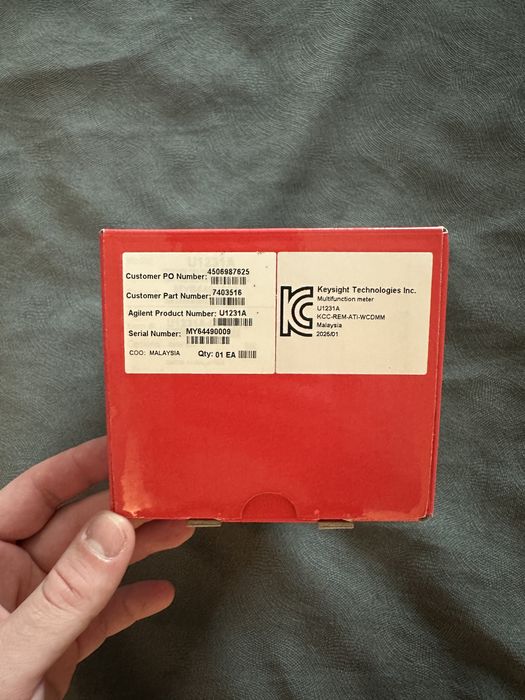 Customer PO Number: 4506987625
Customer Part Number: 7403516
Agilent Product Number: U1231A
Serial Number: MY64490009
COO: MALAYSIA Qty: 01 EA
Keysight Technologies Inc.
Multifunction meter
U1231A
KCC-REM-ATI-WCDMM
Malaysia
2025/01